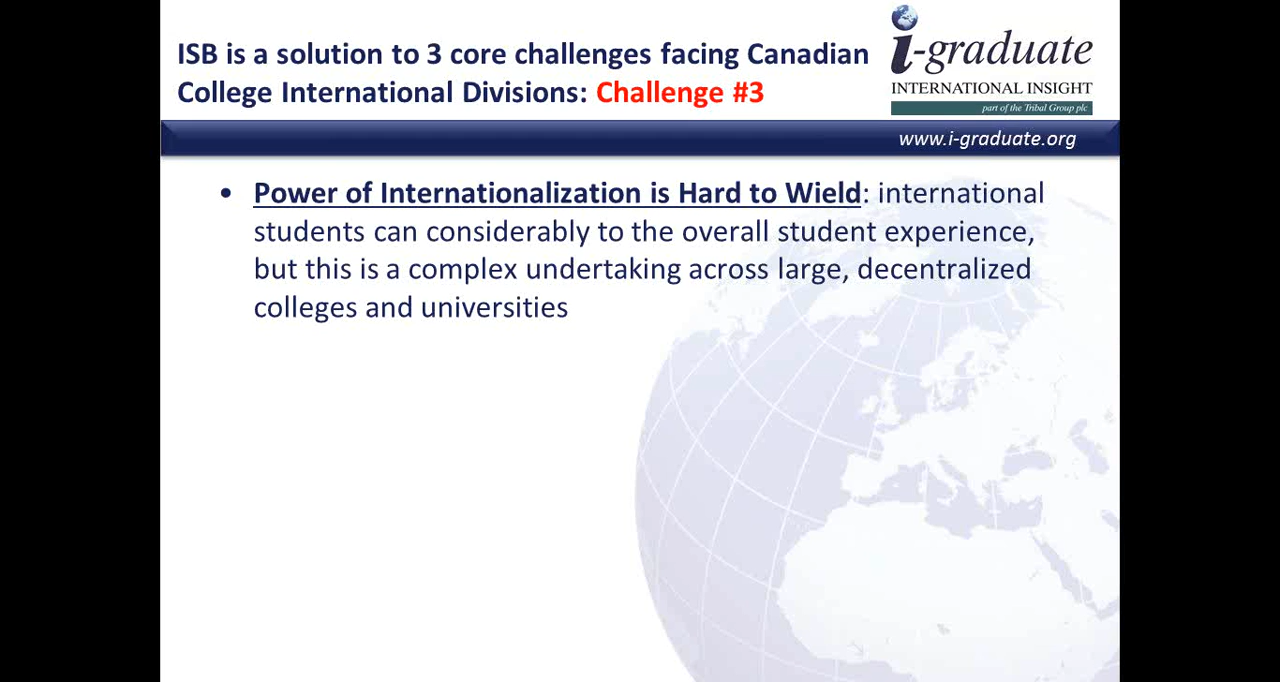 ISB is a solution to 3 core challenges facing Canadian
College International Divisions: Challenge #3
i-graduate
INTERNATIONAL INSIGHT
part of the Tribal Group plc
www.i-graduate.org
• Power of Internationalization is Hard to Wield: international
students can considerably to the overall student experience,
but this is a complex undertaking across large, decentralized
colleges and universities